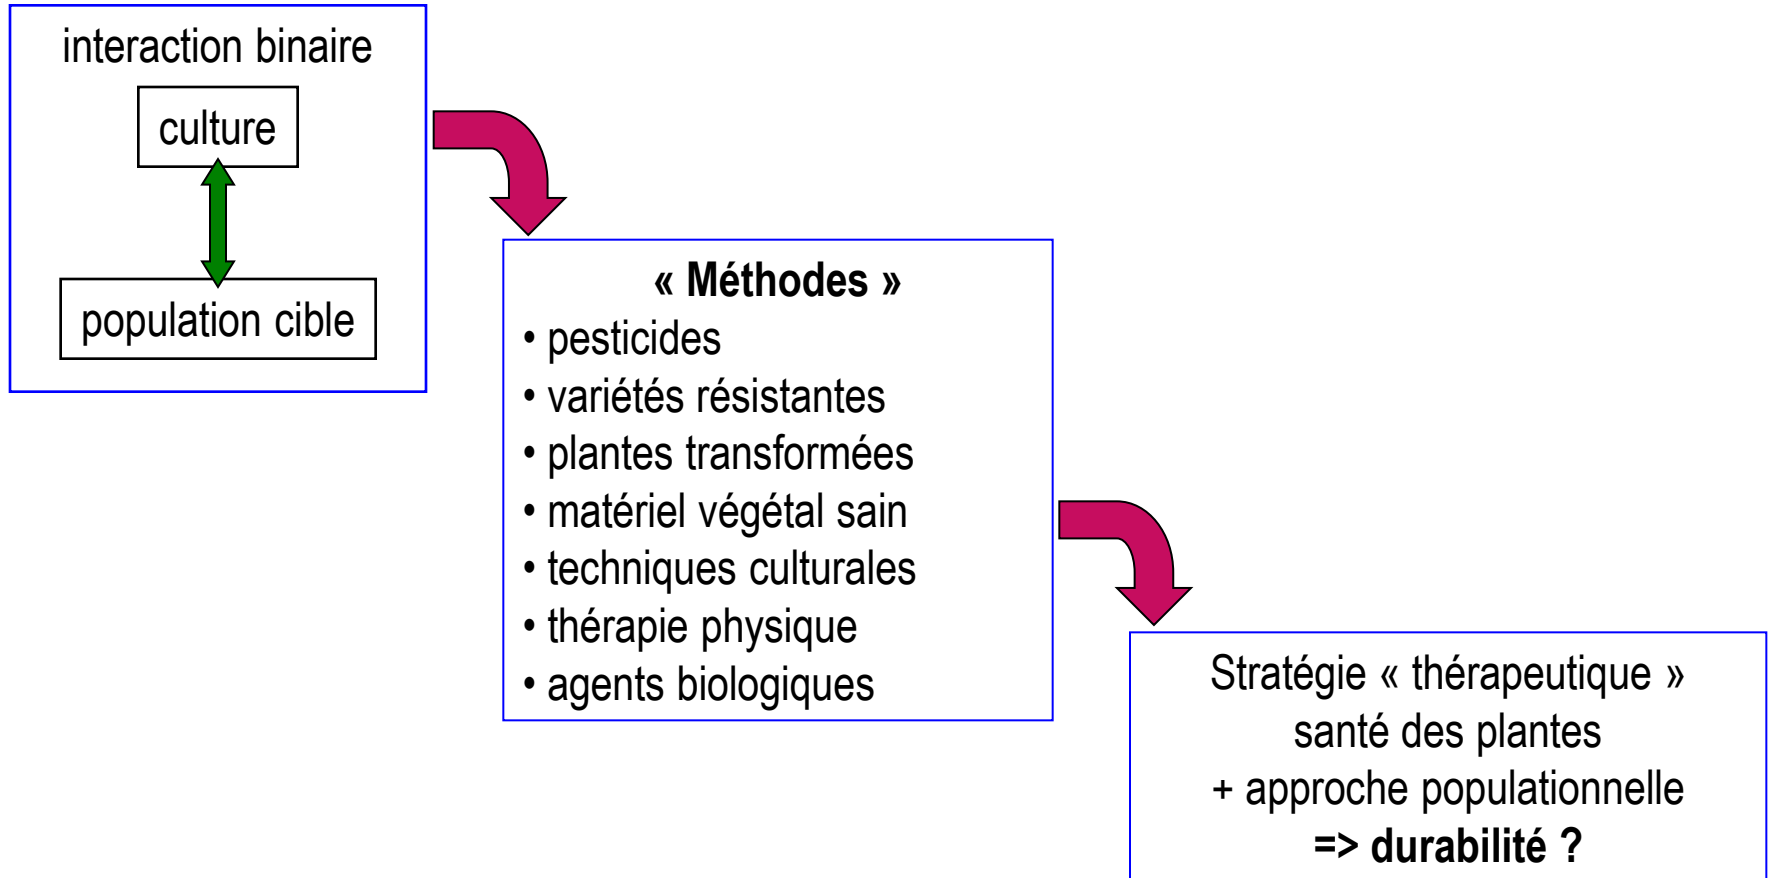 interaction binaire
culture
population cible
« Méthodes »
• pesticides
• variétés résistantes
• plantes transformées
• matériel végétal sain
• techniques culturales
• thérapie physique
• agents biologiques
Stratégie « thérapeutique »
santé des plantes
+ approche populationnelle
=> durabilité ?